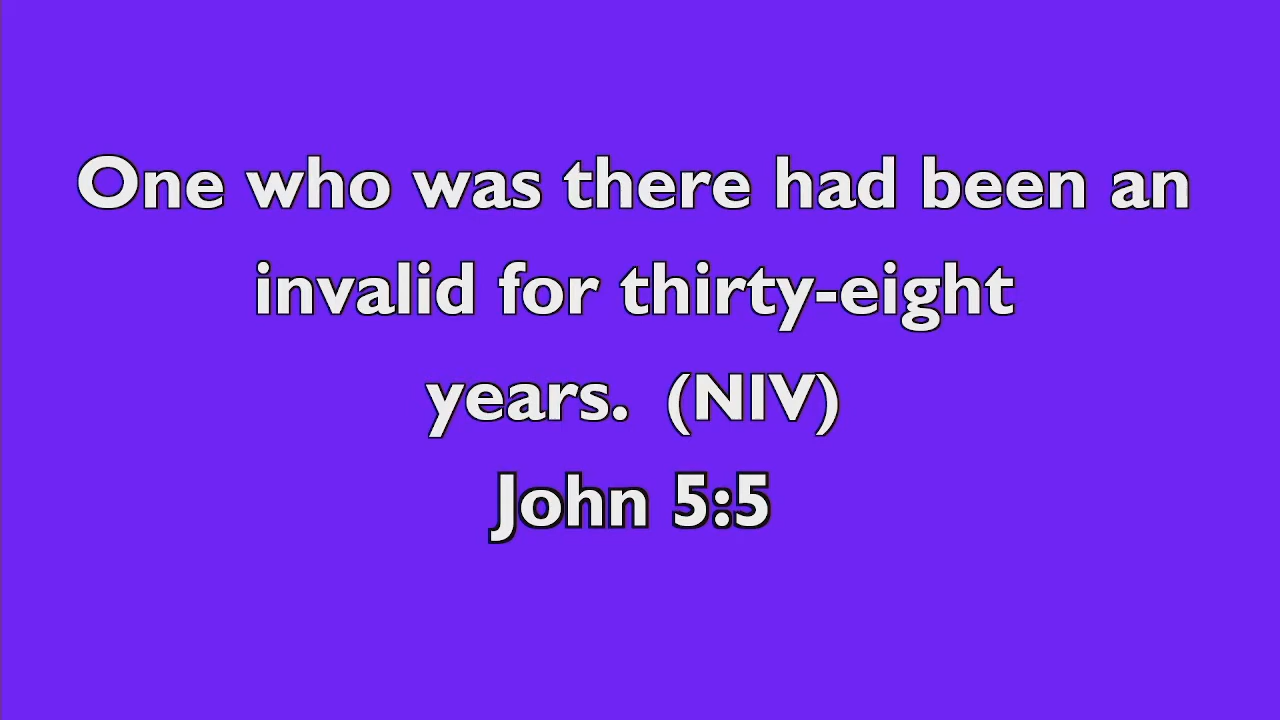 One who was there had been an
invalid for thirty-eight
years.  (NIV)
John 5:5